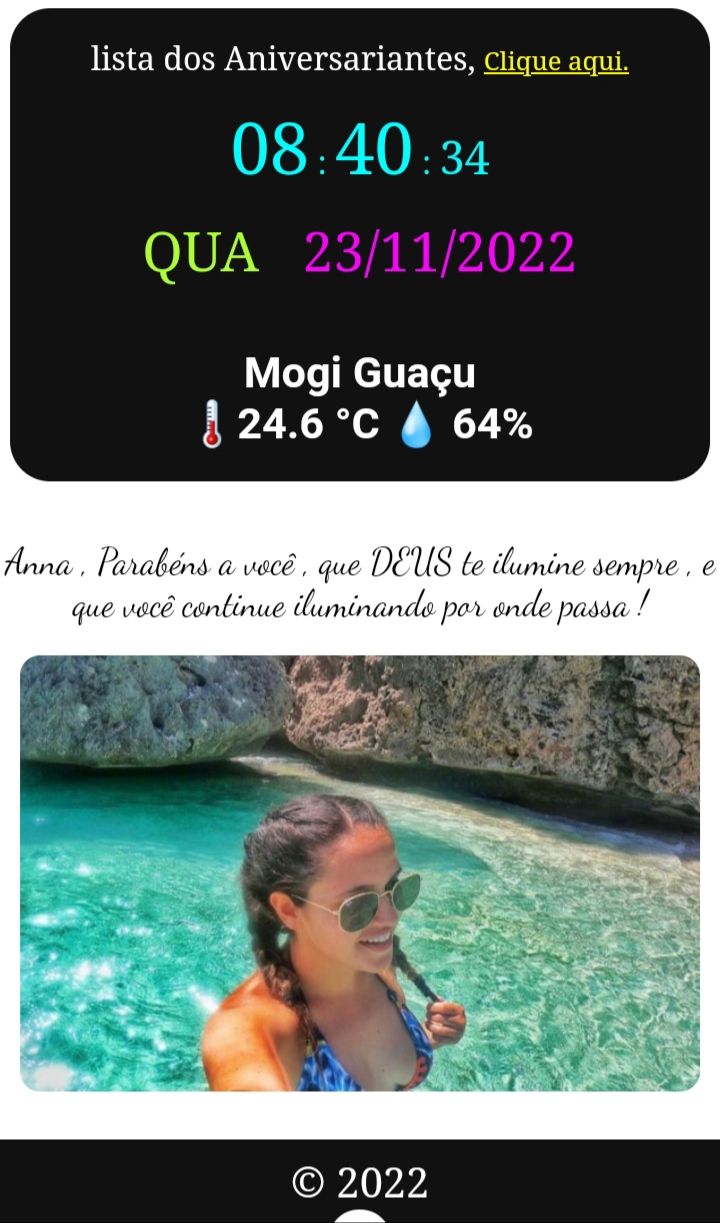 lista dos Aniversariantes, Clique aqui.
08 : 40 : 34
QUA 23/11/2022
Mogi Guaçu
🌡️ 24.6 °C 💧 64%
Anna , Parabéns a você , que DEUS te ilumine sempre , e
que você continue iluminando por onde passa !
© 2022